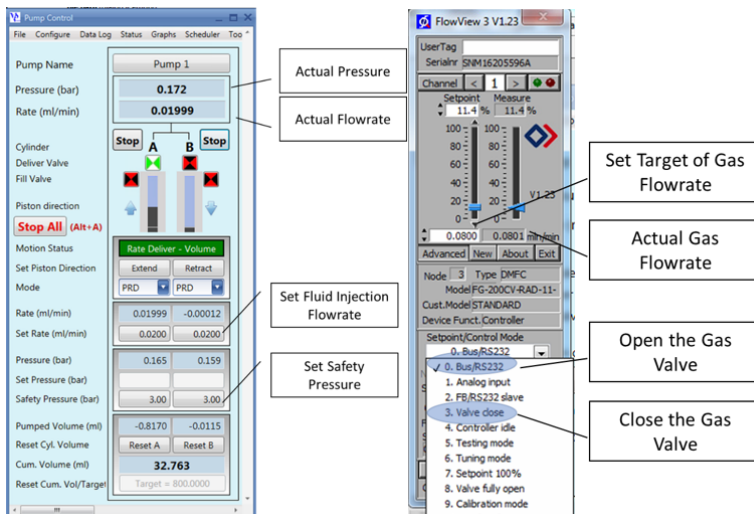 Pump Control
File Configure Data Log Status Graphs Scheduler Too
Pump Name Pump 1
Pressure (bar) 0.172
Rate (ml/min) 0.01999
Stop A B Stop
Cylinder
Deliver Valve
Fill Valve
Piston direction
Stop All (Alt+A)
Motion Status Rate Deliver - Volume
Set Piston Direction Extend Retract
Mode PRD PRD
Rate (ml/min) 0.01999 -0.00012
Set Rate (ml/min) 0.0200 0.0200
Pressure (bar) 0.165 0.159
Set Pressure (bar)
Safety Pressure (bar) 3.00 3.00
Pumped Volume (ml) -0.8170 -0.0115
Reset Cyl. Volume Reset A Reset B
Cum. Volume (ml) 32.763
Reset Cum. Vol/Target Target = 800.0000
Actual Pressure
Actual Flowrate
Set Fluid Injection
Flowrate
Set Safety
Pressure
FlowView 3 V1.23
UserTag
Serialnr SNM16205596A
Channel < 1 >
Setpoint Measure
11.4 % 11.4 %
100 100
80 80
60 60
40 40
20 20
0 0
V1.23
0.0800 0.0801 mln/min
Advanced New About Exit
Node 3 Type DMFC
Model FG-200CV-RAD-11-
Cust.Model STANDARD
Device Funct. Controller
Setpoint/Control Mode
0. Bus/RS232
✓ 0. Bus/RS232
1. Analog input
2. FB/RS232 slave
3. Valve close
4. Controller idle
5. Testing mode
6. Tuning mode
7. Setpoint 100%
8. Valve fully open
9. Calibration mode
Set Target of Gas
Flowrate
Actual Gas
Flowrate
Open the Gas
Valve
Close the Gas
Valve